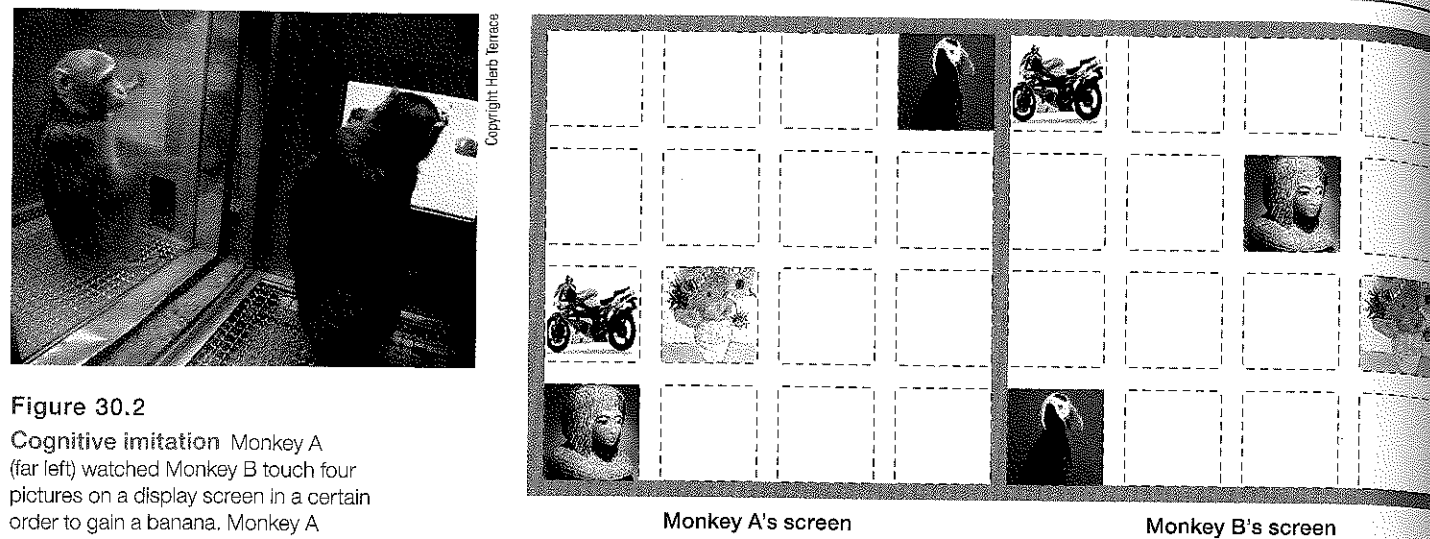 Copyright Herb Terrace
Figure 30.2
Cognitive imitation Monkey A
(far left) watched Monkey B touch four
pictures on a display screen in a certain
order to gain a banana. Monkey A
Monkey A's screen
Monkey B's screen